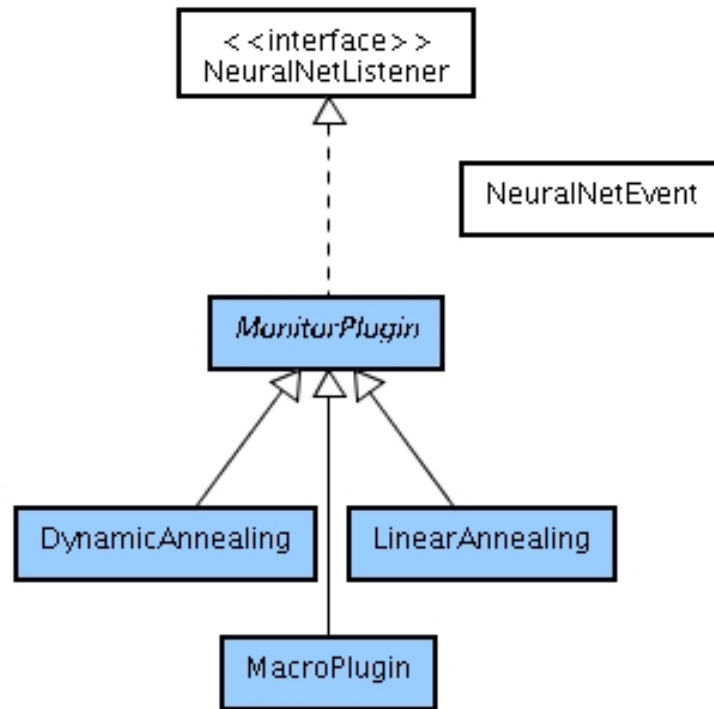 < <interface> >
NeuralNetListener
NeuralNetEvent
MonitorPlugin
DynamicAnnealing
LinearAnnealing
MacroPlugin